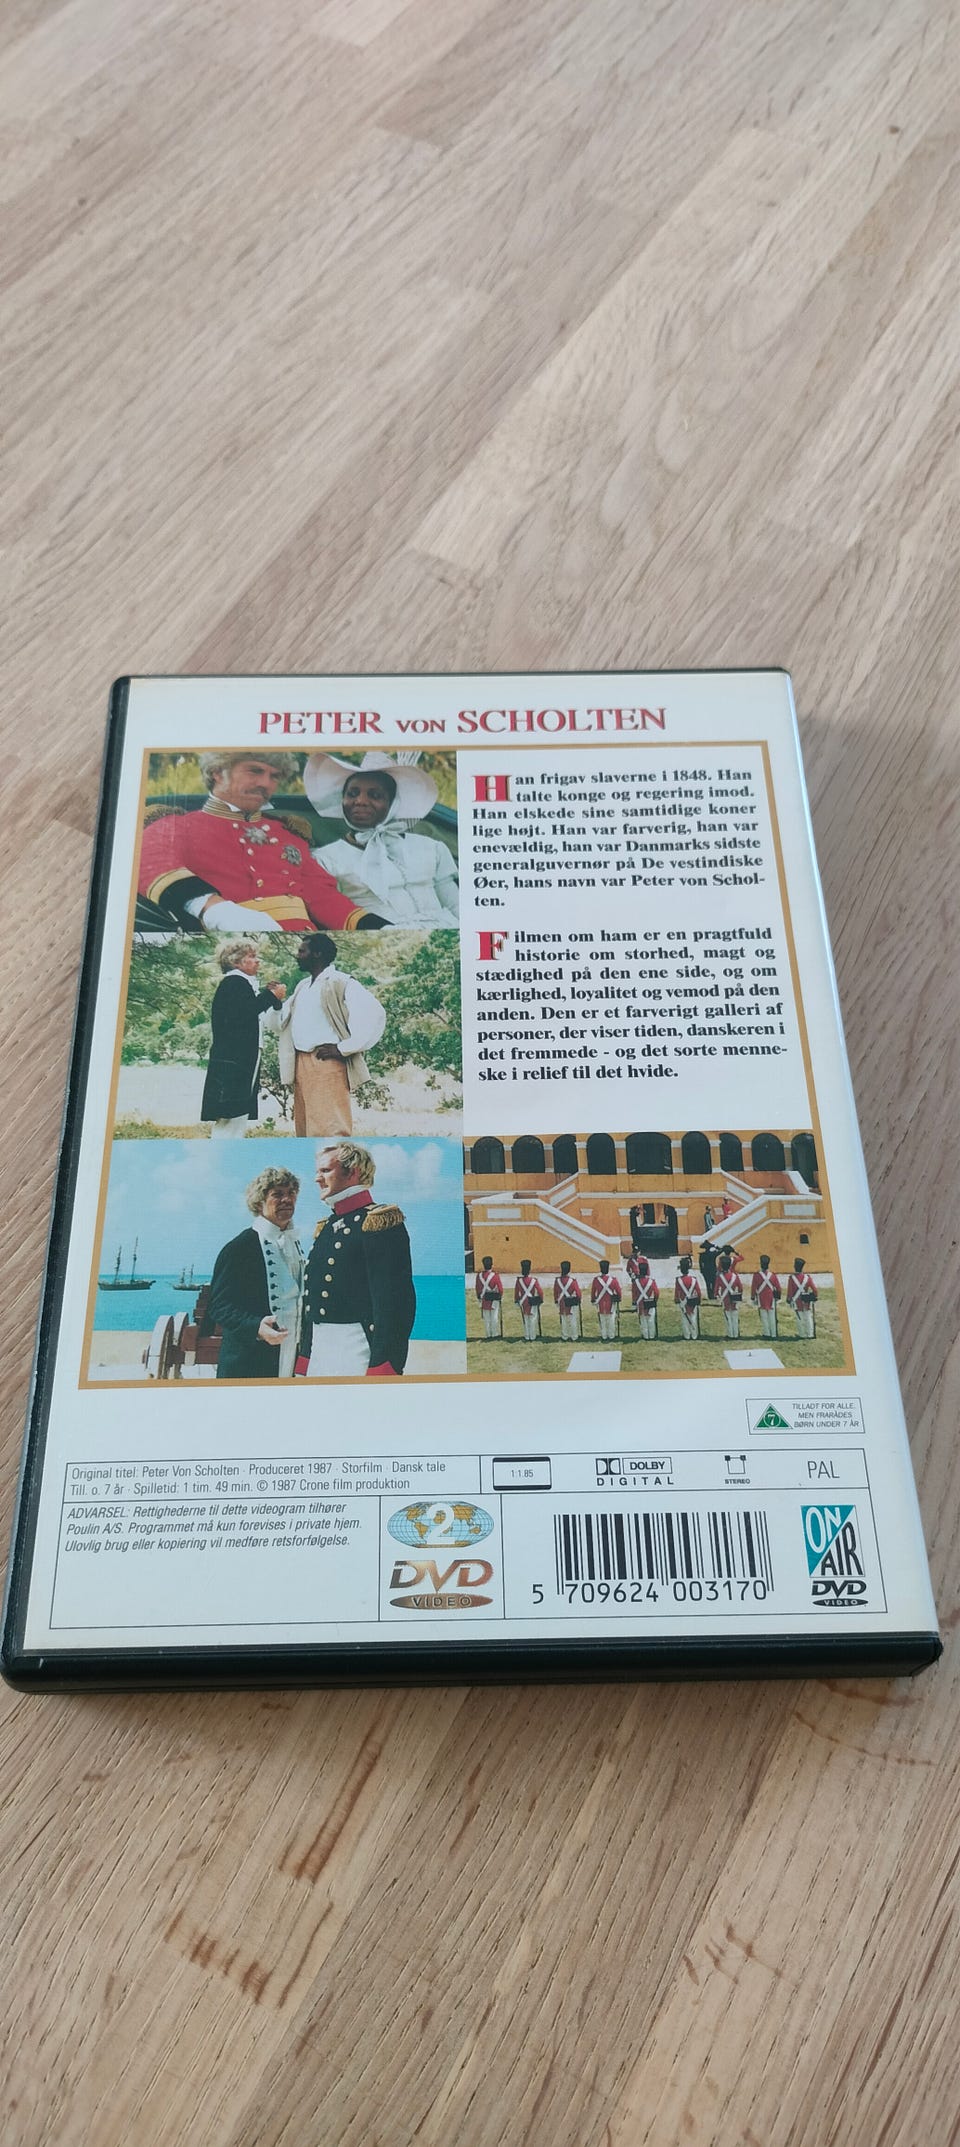 PETER VON SCHOLTEN
Han frigav slaverne i 1848. Han
talte konge og regering imod.
Han elskede sine samtidige koner
lige højt. Han var farverig, han var
enevældig, han var Danmarks sidste
generalguvernør på De vestindiske
Øer, hans navn var Peter von Schol-
ten.
Filmen om ham er en pragtfuld
historie om storhed, magt og
stædighed på den ene side, og om
kærlighed, loyalitet og vemod på den
anden. Den er et farverigt galleri af
personer, der viser tiden, danskeren i
det fremmede - og det sorte menne-
ske i relief til det hvide.
7
TILLADT FOR ALLE.
MEN FRARÅDES
BØRN UNDER 7 ÅR
Original titel: Peter Von Scholten · Produceret 1987 · Storfilm · Dansk tale
Till. o. 7 år · Spilletid: 1 tim. 49 min. © 1987 Crone film produktion
1:1.85
DOLBY
DIGITAL
STEREO
PAL
ADVARSEL: Rettighederne til dette videogram tilhører
Poulin A/S. Programmet må kun forevises i private hjem.
Ulovlig brug eller kopiering vil medføre retsforfølgelse.
2
DVD
VIDEO
5 709624 003170
ON
AIR
DVD
VIDEO